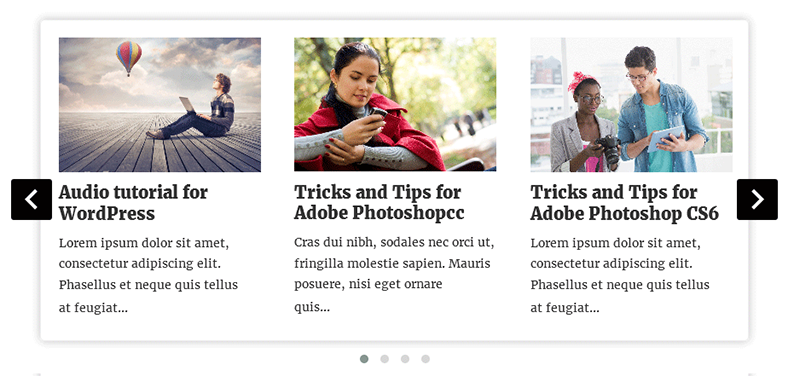 Audio tutorial for
WordPress
Lorem ipsum dolor sit amet,
consectetur adipiscing elit.
Phasellus et neque quis tellus
at feugiat...
Tricks and Tips for
Adobe Photoshopcc
Cras dui nibh, sodales nec orci ut,
fringilla molestie sapien. Mauris
posuere, nisi eget ornare
quis...
Tricks and Tips for
Adobe Photoshop CS6
Lorem ipsum dolor sit amet,
consectetur adipiscing elit.
Phasellus et neque quis tellus
at feugiat...